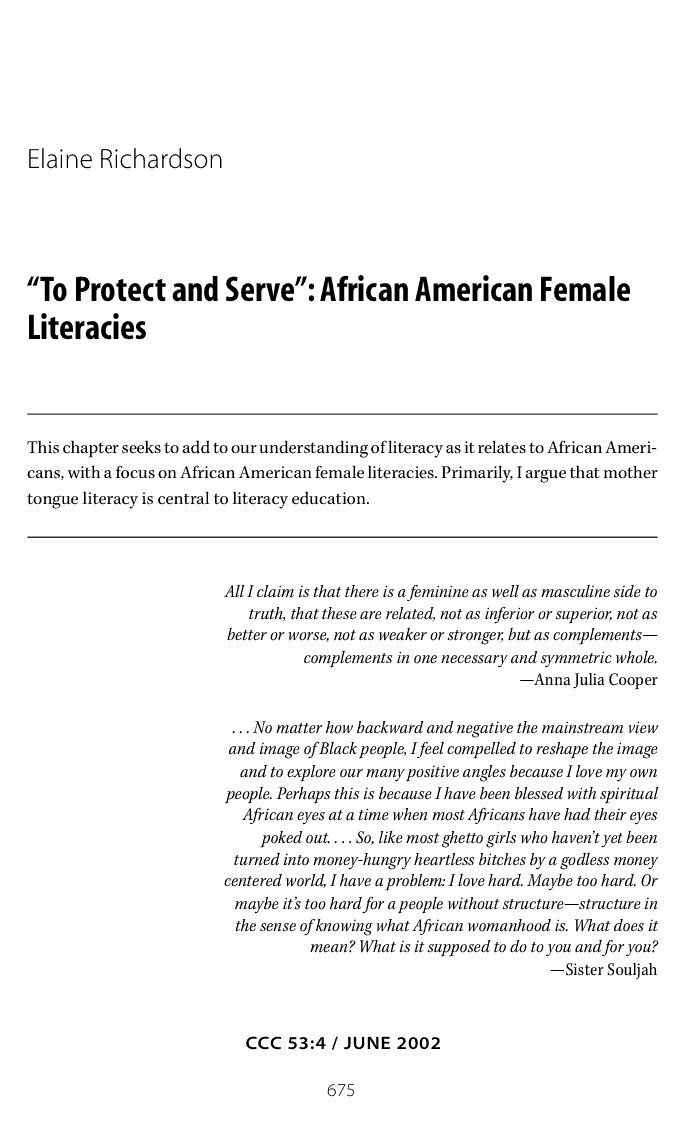 Elaine Richardson
“To Protect and Serve”: African American Female
Literacies
This chapter seeks to add to our understanding of literacy as it relates to African Ameri-
cans, with a focus on African American female literacies. Primarily, I argue that mother
tongue literacy is central to literacy education.
All I claim is that there is a feminine as well as masculine side to
truth, that these are related, not as inferior or superior, not as
better or worse, not as weaker or stronger, but as complements—
complements in one necessary and symmetric whole.
—Anna Julia Cooper
. . . No matter how backward and negative the mainstream view
and image of Black people, I feel compelled to reshape the image
and to explore our many positive angles because I love my own
people. Perhaps this is because I have been blessed with spiritual
African eyes at a time when most Africans have had their eyes
poked out. . . . So, like most ghetto girls who haven’t yet been
turned into money-hungry heartless bitches by a godless money
centered world, I have a problem: I love hard. Maybe too hard. Or
maybe it’s too hard for a people without structure—structure in
the sense of knowing what African womanhood is. What does it
mean? What is it supposed to do to you and for you?
—Sister Souljah
CCC 53:4 / JUNE 2002
675